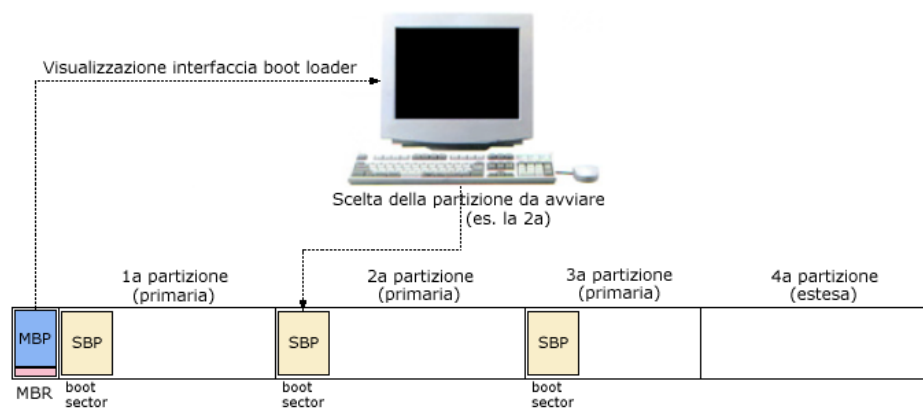 Visualizzazione interfaccia boot loader
Scelta della partizione da avviare
(es. la 2a)
1a partizione
(primaria)
2a partizione
(primaria)
3a partizione
(primaria)
4a partizione
(estesa)
MBP
SBP
SBP
SBP
MBR
boot
sector
boot
sector
boot
sector